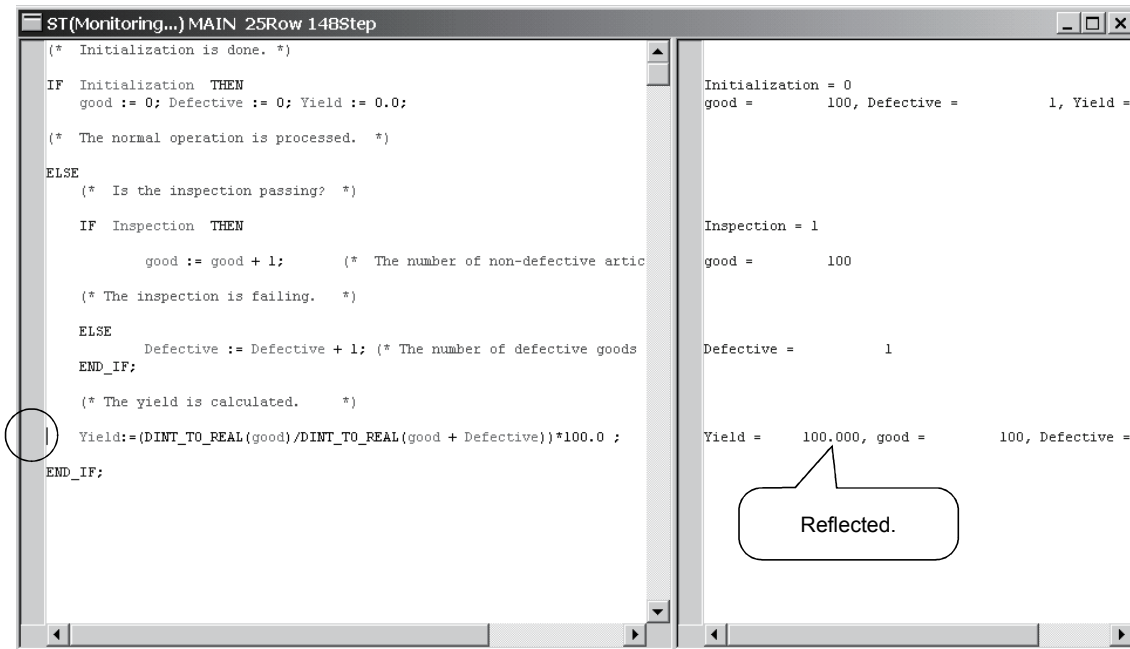 ST(Monitoring...) MAIN 25Row 148Step
(* Initialization is done. *)
IF Initialization THEN
good := 0; Defective := 0; Yield := 0.0;
(* The normal operation is processed. *)
ELSE
(* Is the inspection passing? *)
IF Inspection THEN
good := good + 1; (* The number of non-defective artic
(* The inspection is failing. *)
ELSE
Defective := Defective + 1; (* The number of defective goods
END_IF;
(* The yield is calculated. *)
Yield:=(DINT_TO_REAL(good)/DINT_TO_REAL(good + Defective))*100.0 ;
END_IF;
Initialization = 0
good = 100, Defective = 1, Yield =
Inspection = 1
good = 100
Defective = 1
Yield = 100.000, good = 100, Defective =
Reflected.